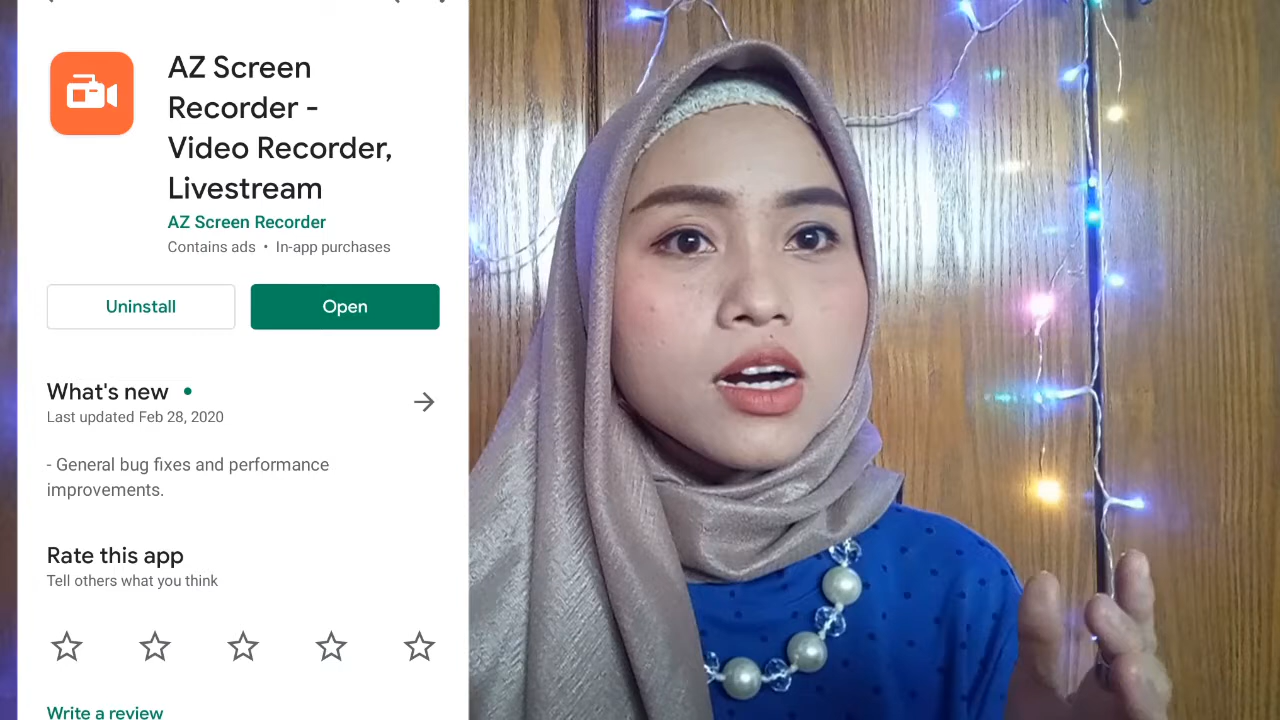 AZ Screen
Recorder -
Video Recorder,
Livestream
AZ Screen Recorder
Contains ads • In-app purchases
Uninstall
Open
What's new •
Last updated Feb 28, 2020
- General bug fixes and performance
improvements.
Rate this app
Tell others what you think
Write a review